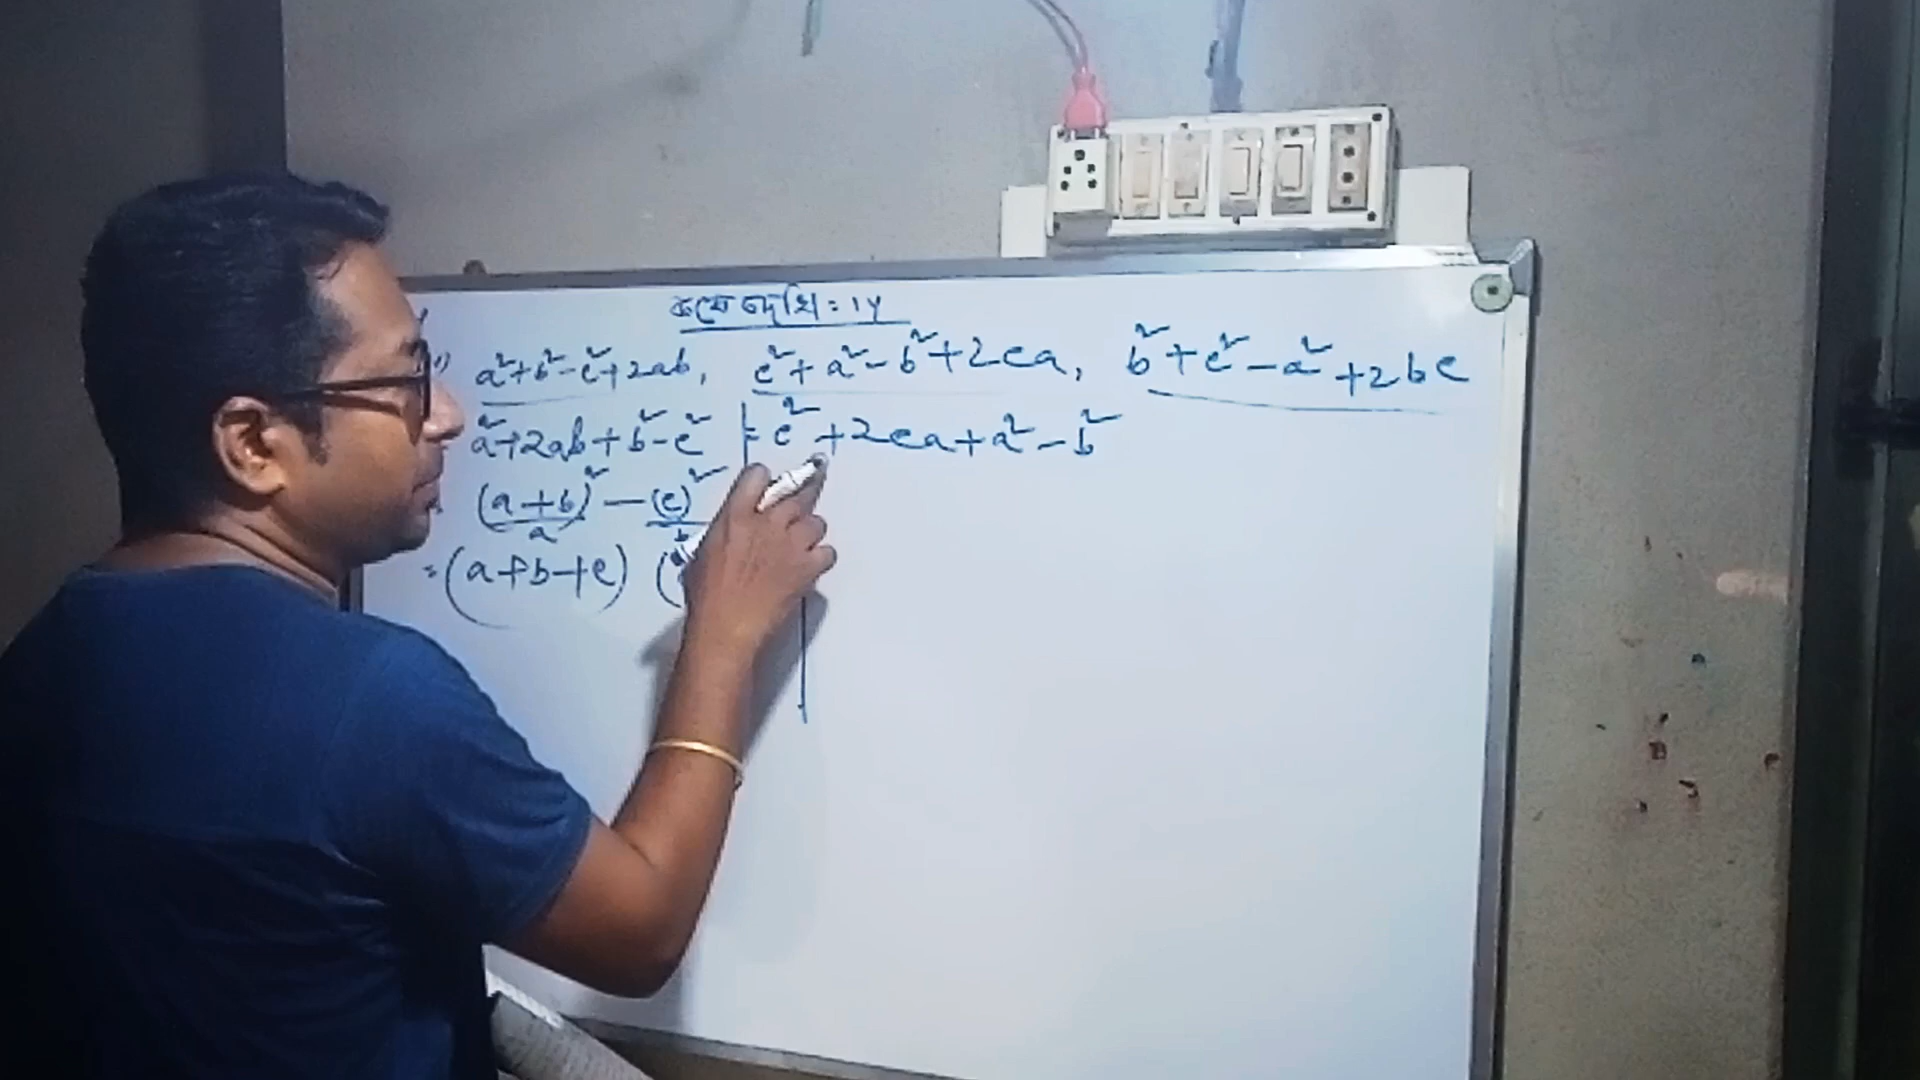 কষে দেখি: 14
a²+b²-c²+2ab, c²+a²-b²+2ca, b²+c²-a²+2bc
a²+2ab+b²-c² = c²+2ca+a²-b²
(a+b)² - (c)²
a b
=(a+b+c) (